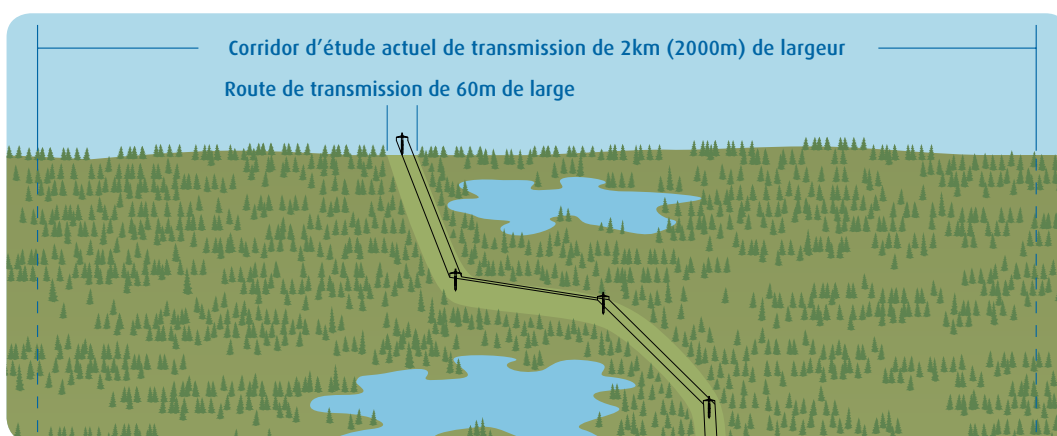 Corridor d’étude actuel de transmission de 2km (2000m) de largeur
Route de transmission de 60m de large